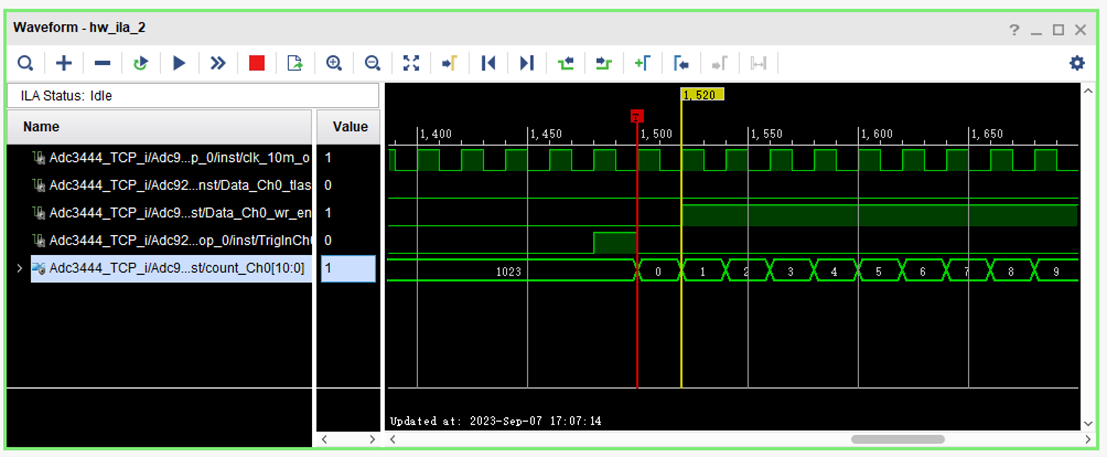 Waveform - hw_ila_2
ILA Status: Idle
Name Value
1,520
T
1,400 1,450 1,500 1,550 1,600 1,650
Adc3444_TCP_i/Adc9...p_0/inst/clk_10m_o 1
Adc3444_TCP_i/Adc92...nst/Data_Ch0_tlas 0
Adc3444_TCP_i/Adc9...st/Data_Ch0_wr_en 1
Adc3444_TCP_i/Adc92...op_0/inst/TrigInCh0 0
Adc3444_TCP_i/Adc9...st/count_Ch0[10:0] 1 1023 0 1 2 3 4 5 6 7 8 9
Updated at: 2023-Sep-07 17:07:14